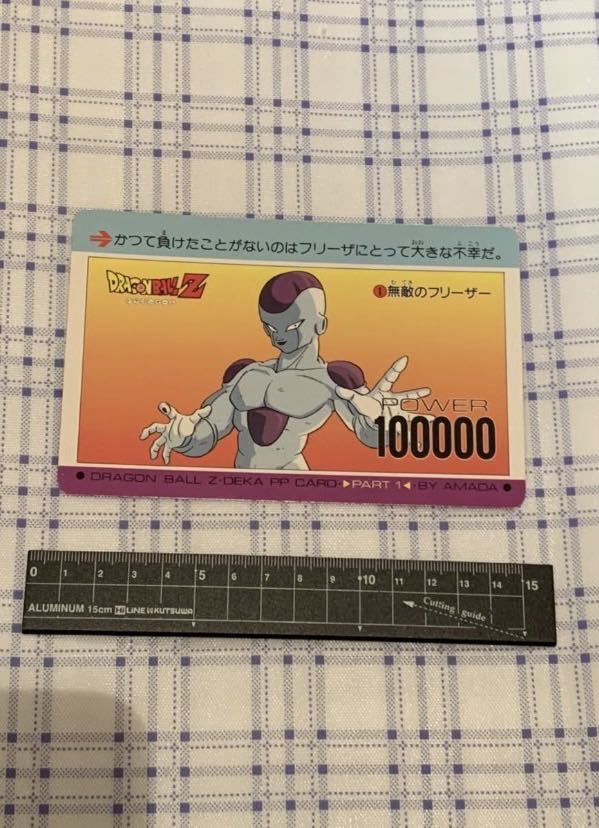 かつて負けたことがないのはフリーザにとって大きな不幸だ。
DRAGON BALL Z
❶無敵のフリーザー
POWER
100000
● DRAGON BALL Z・DEKA PP CARD・▶PART 1◀・BY AMADA ●
0 1 2 3 4 5 6 7 8 9 10 11 12 13 14 15
ALUMINUM 15cm Hi LINE KUTSUWA
Cutting guide